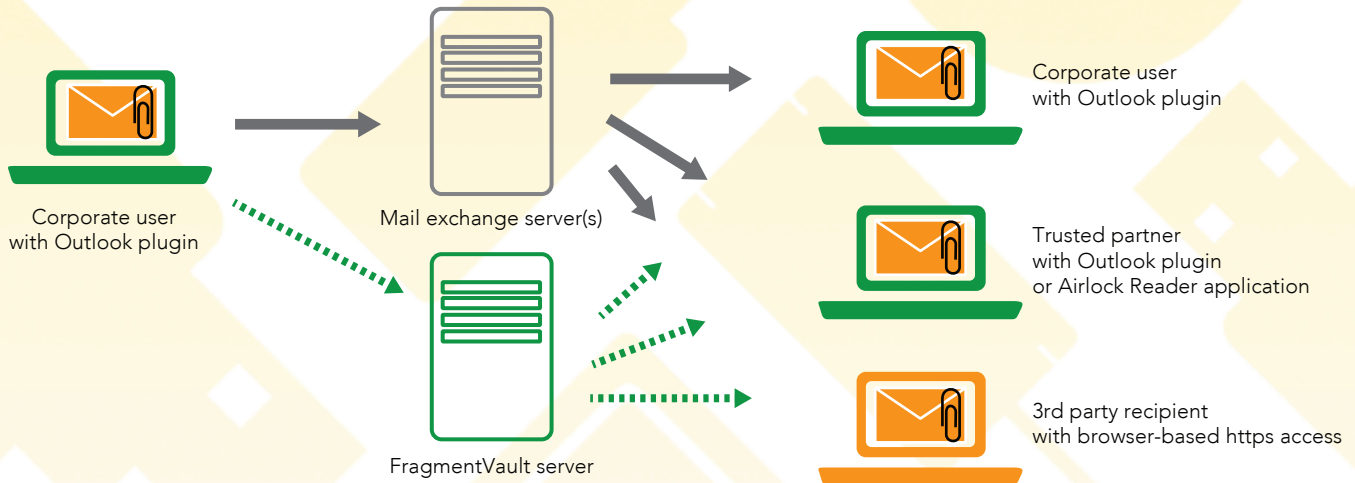 Corporate user
with Outlook plugin
Mail exchange server(s)
FragmentVault server
Corporate user
with Outlook plugin
Trusted partner
with Outlook plugin
or Airlock Reader application
3rd party recipient
with browser-based https access